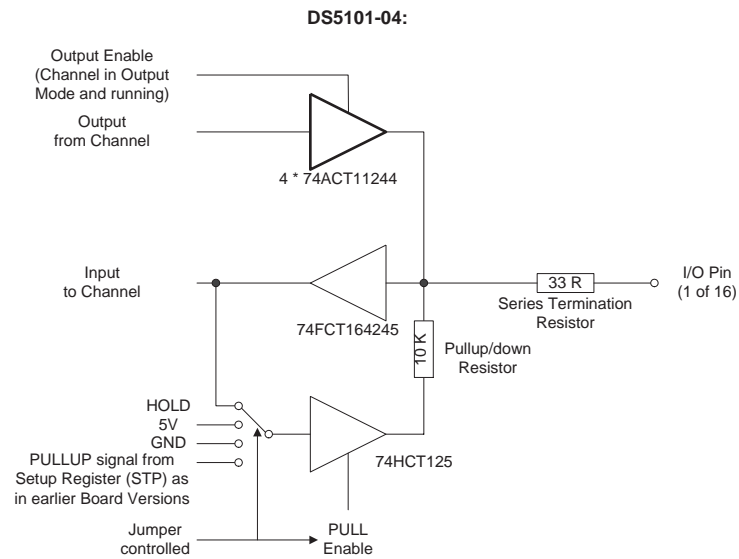 DS5101-04:
Output Enable
(Channel in Output
Mode and running)
Output
from Channel
4 * 74ACT11244
Input
to Channel
74FCT164245
33 R
Series Termination
Resistor
I/O Pin
(1 of 16)
10 K
Pullup/down
Resistor
HOLD
5V
GND
PULLUP signal from
Setup Register (STP) as
in earlier Board Versions
74HCT125
Jumper
controlled
PULL
Enable